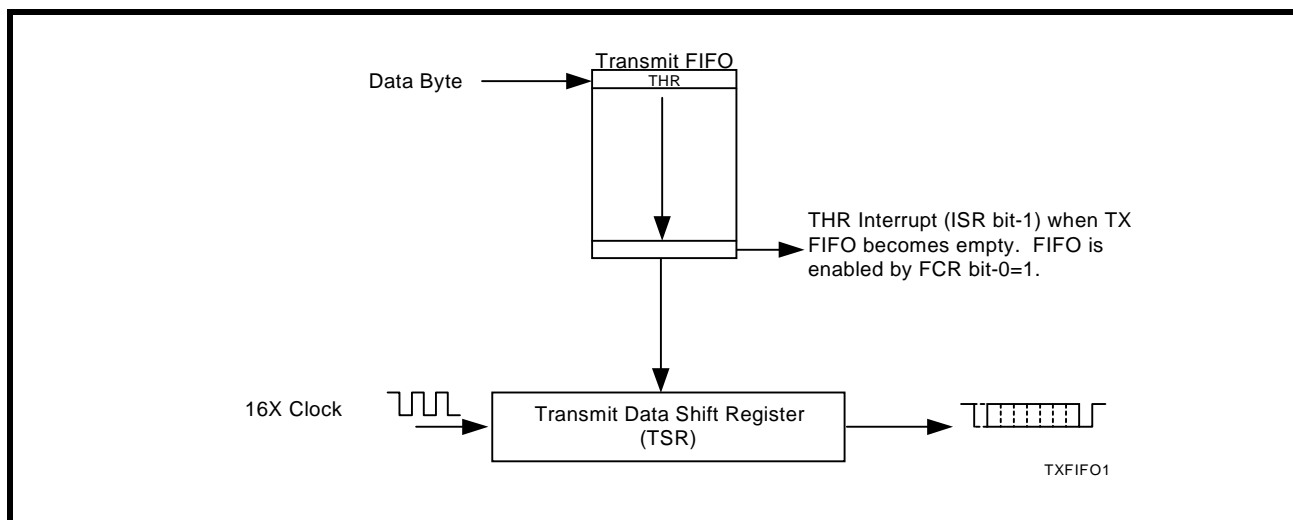 Transmit FIFO
Data Byte
THR
THR Interrupt (ISR bit-1) when TX
FIFO becomes empty. FIFO is
enabled by FCR bit-0=1.
16X Clock
Transmit Data Shift Register
(TSR)
TXFIFO1